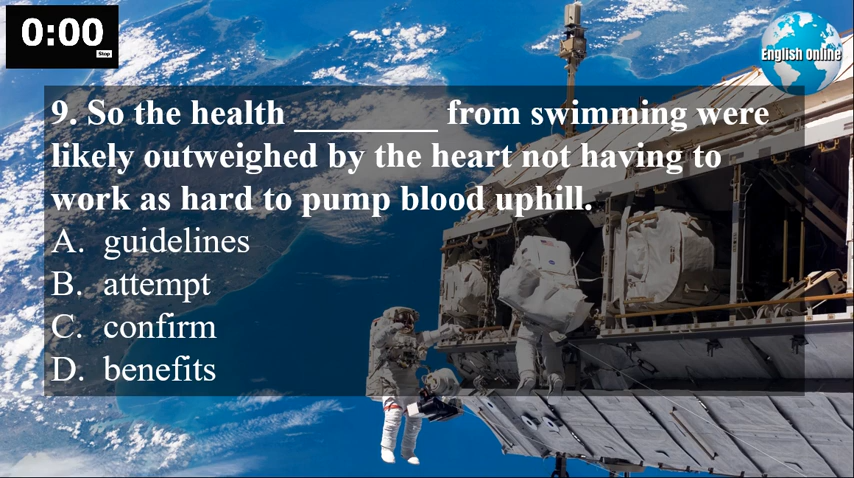 0:00
Stop
English Online
9. So the health ________ from swimming were
likely outweighed by the heart not having to
work as hard to pump blood uphill.
A. guidelines
B. attempt
C. confirm
D. benefits